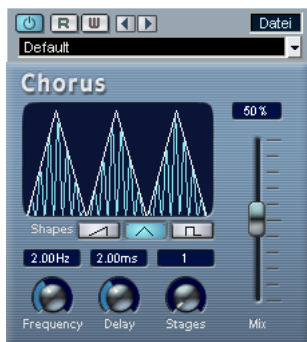 R W Datei
Default
Chorus
50%
Shapes
2.00Hz 2.00ms 1
Frequency Delay Stages Mix